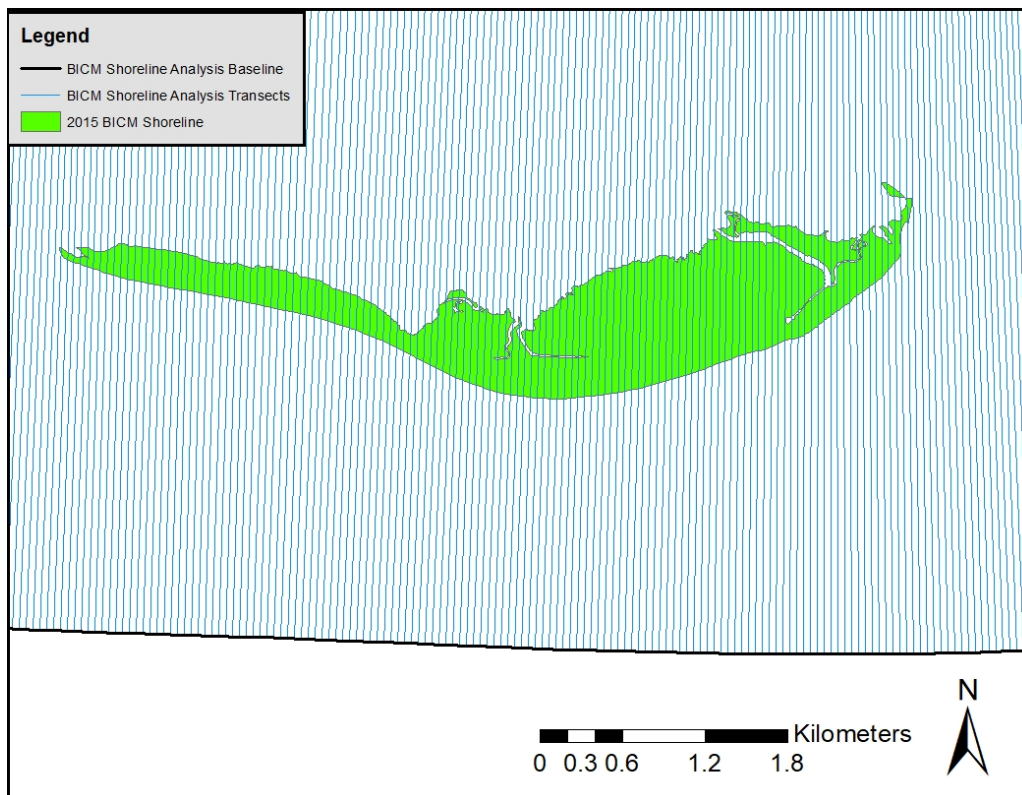 Legend
BICM Shoreline Analysis Baseline
BICM Shoreline Analysis Transects
2015 BICM Shoreline
N
Kilometers
0 0.3 0.6 1.2 1.8